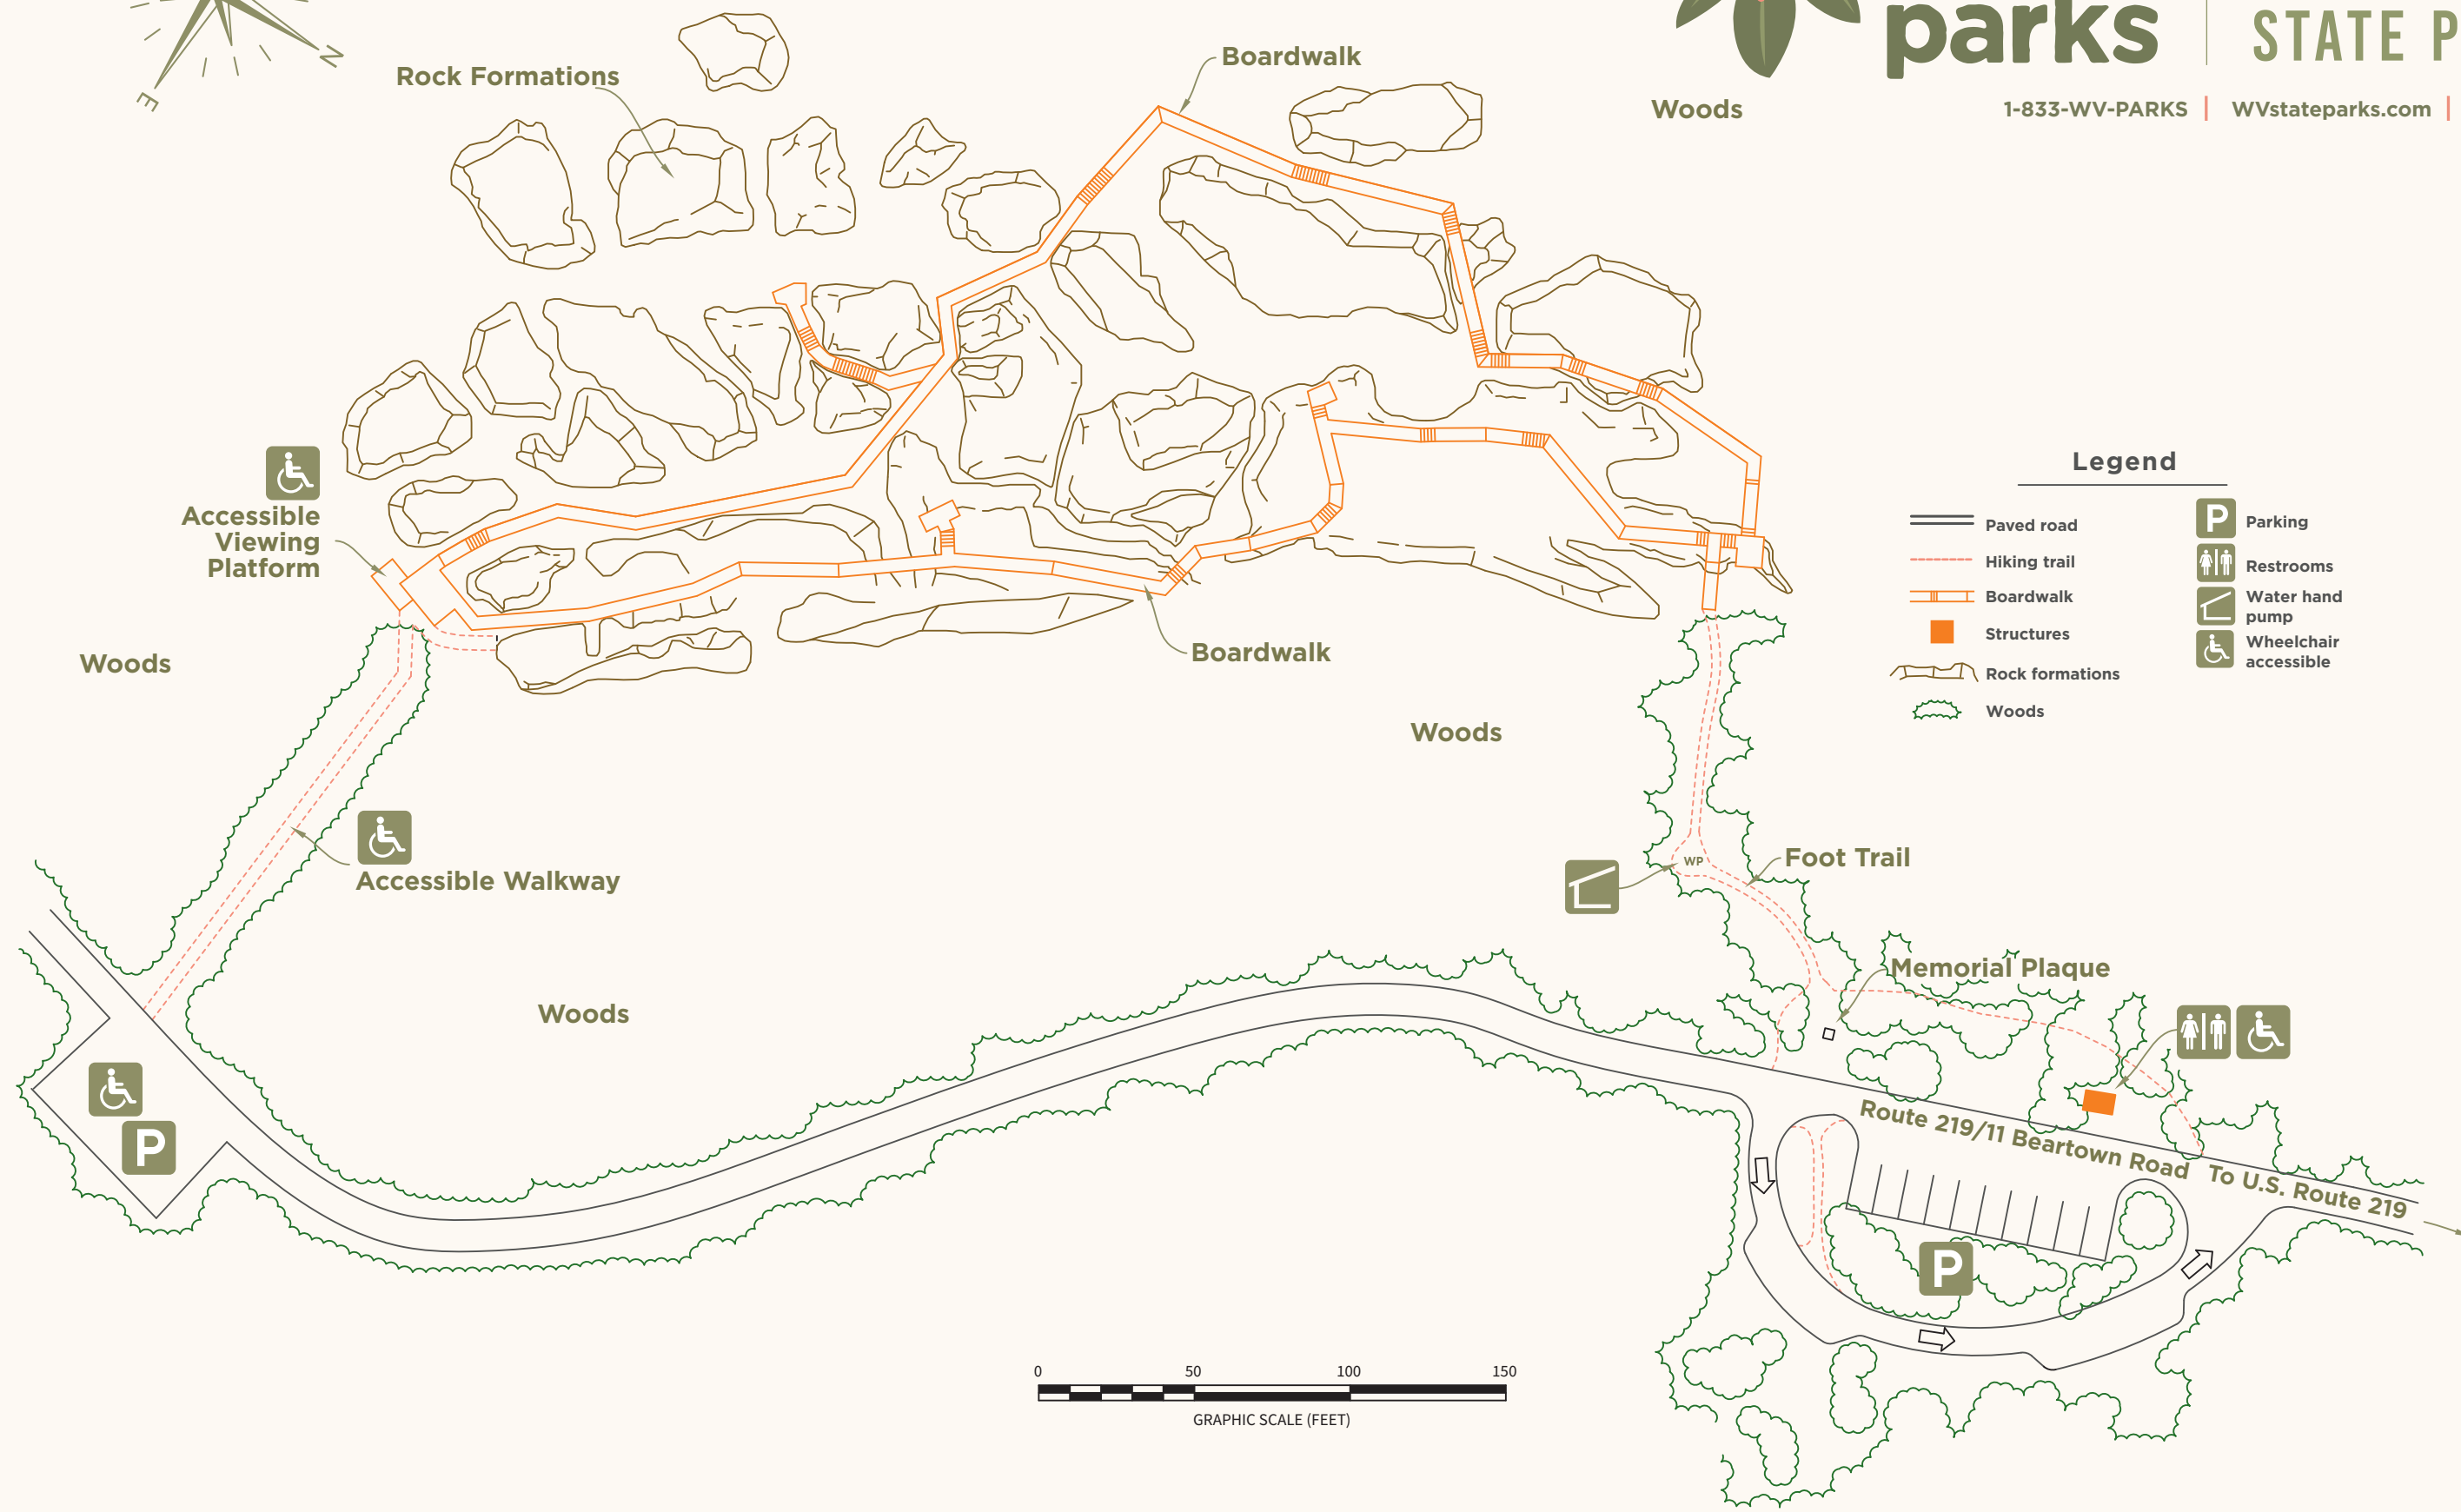 parks
STATE P
1-833-WV-PARKS | WVstateparks.com |
N
E
Rock Formations
Boardwalk
Woods
Accessible
Viewing
Platform
Woods
Boardwalk
Woods
Legend
Paved road
Hiking trail
Boardwalk
Structures
Rock formations
Woods
P
Parking
Restrooms
Water hand
pump
Wheelchair
accessible
Accessible Walkway
WP
Foot Trail
Memorial Plaque
Woods
P
Route 219/11 Beartown Road
To U.S. Route 219
P
0 50 100 150
GRAPHIC SCALE (FEET)